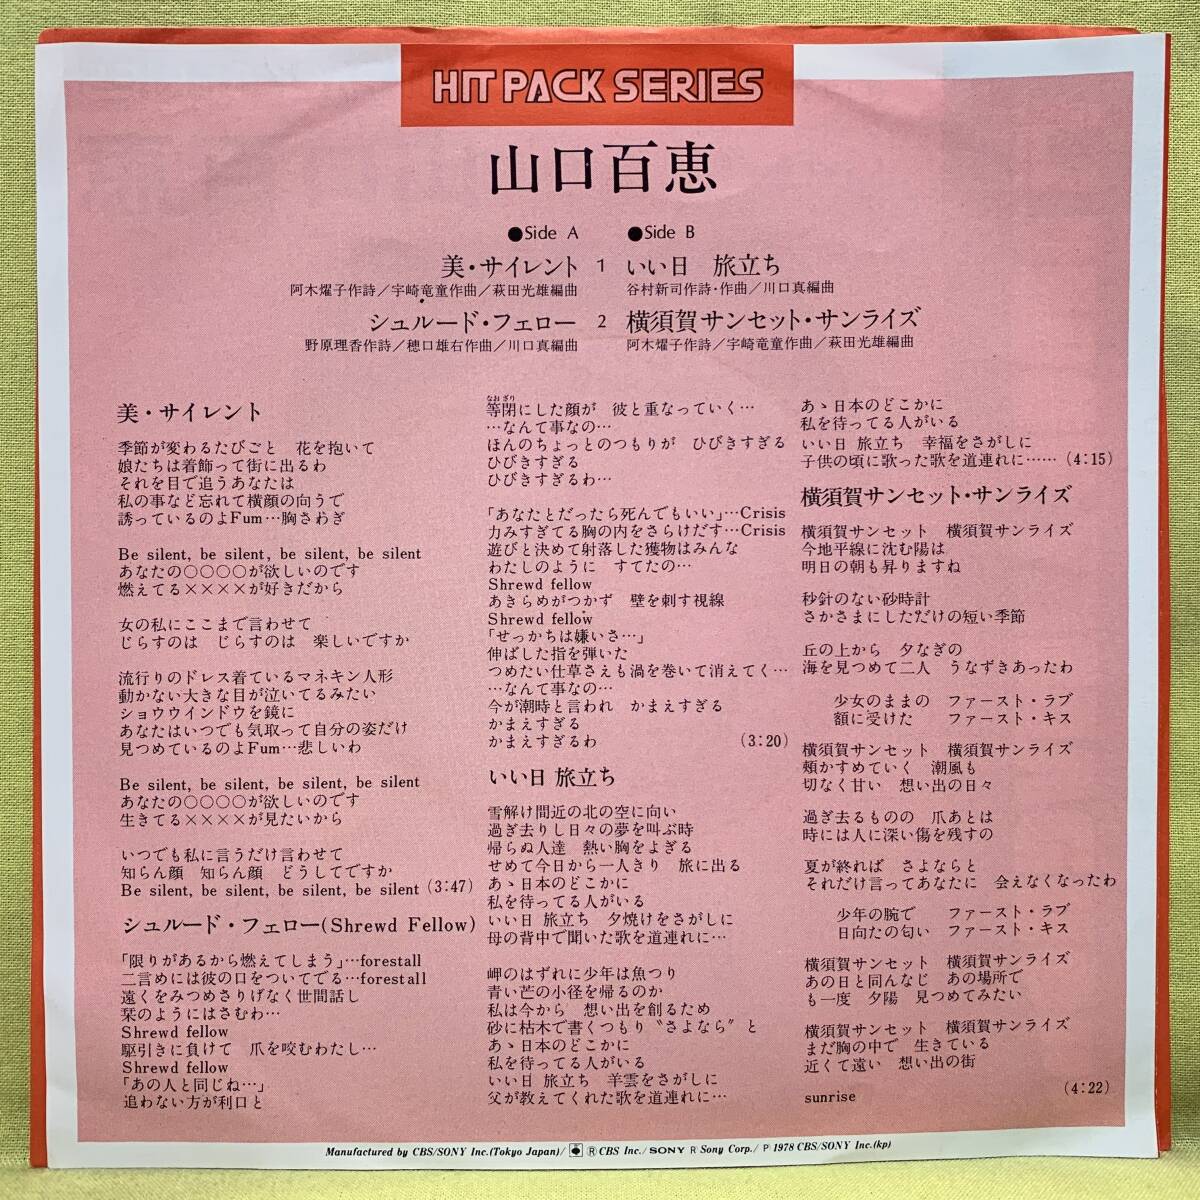 HIT PACK SERIES
山口百恵
●Side A
美・サイレント 1
阿木燿子作詩／宇崎竜童作曲／萩田光雄編曲
シュルード・フェロー 2
野原理香作詩／穂口雄右作曲／川口真編曲
●Side B
いい日 旅立ち
谷村新司作詩・作曲／川口真編曲
横須賀サンセット・サンライズ
阿木燿子作詩／宇崎竜童作曲／萩田光雄編曲
美・サイレント
季節が変わるたびごと 花を抱いて
娘たちは着飾って街に出るわ
それを目で追うあなたは
私の事など忘れて横顔の向うで
誘っているのよFum…胸さわぎ
Be silent, be silent, be silent, be silent
あなたの○○○○が欲しいのです
燃えてる××××が好きだから
女の私にここまで言わせて
じらすのは じらすのは 楽しいですか
流行りのドレス着ているマネキン人形
動かない大きな目が泣いてるみたい
ショウウインドウを鏡に
あなたはいつでも気取って自分の姿だけ
見つめているのよFum…悲しいわ
Be silent, be silent, be silent, be silent
あなたの○○○○が欲しいのです
生きてる××××が見たいから
いつでも私に言うだけ言わせて
知らん顔 知らん顔 どうしてですか
Be silent, be silent, be silent, be silent (3:47)
シュルード・フェロー(Shrewd Fellow)
「限りがあるから燃えてしまう」…forestall
二言めには彼の口をついてでる…forestall
遠くをみつめさりげなく世間話し
栞のようにはさむわ…
Shrewd fellow
駆引きに負けて 爪を咬むわたし…
Shrewd fellow
「あの人と同じね…」
追わない方が利口と
なおざり
等閉にした顔が 彼と重なっていく…
…なんて事なの…
ほんのちょっとのつもりが ひびきすぎる
ひびきすぎる
ひびきすぎるわ…
「あなたとだったら死んでもいい」…Crisis
力みすぎてる胸の内をさらけだす…Crisis
遊びと決めて射落した獲物はみんな
わたしのように すてたの…
Shrewd fellow
あきらめがつかず 壁を刺す視線
Shrewd fellow
「せっかちは嫌いさ…」
伸ばした指を弾いた
つめたい仕草さえも渦を巻いて消えてく…
…なんて事なの…
今が潮時と言われ かまえすぎる
かまえすぎる
かまえすぎるわ (3:20)
いい日 旅立ち
雪解け間近の北の空に向い
過ぎ去りし日々の夢を叫ぶ時
帰らぬ人達 熱い胸をよぎる
せめて今日から一人きり 旅に出る
あゝ日本のどこかに
私を待ってる人がいる
いい日 旅立ち 夕焼けをさがしに
母の背中で聞いた歌を道連れに…
岬のはずれに少年は魚つり
青い芒の小径を帰るのか
私は今から 想い出を創るため
砂に枯木で書くつもり〝さよなら〟と
あゝ日本のどこかに
私を待ってる人がいる
いい日 旅立ち 羊雲をさがしに
父が教えてくれた歌を道連れに…
あゝ日本のどこかに
私を待ってる人がいる
いい日 旅立ち 幸福をさがしに
子供の頃に歌った歌を道連れに…… (4:15)
横須賀サンセット・サンライズ
横須賀サンセット 横須賀サンライズ
今地平線に沈む陽は
明日の朝も昇りますね
秒針のない砂時計
さかさまにしただけの短い季節
丘の上から 夕なぎの
海を見つめて二人 うなずきあったわ
少女のままの ファースト・ラブ
額に受けた ファースト・キス
横須賀サンセット 横須賀サンライズ
頬かすめていく 潮風も
切なく甘い 想い出の日々
過ぎ去るものの 爪あとは
時には人に深い傷を残すの
夏が終れば さよならと
それだけ言ってあなたに 会えなくなったわ
少年の腕で ファースト・ラブ
日向たの匂い ファースト・キス
横須賀サンセット 横須賀サンライズ
あの日と同んなじ あの場所で
も一度 夕陽 見つめてみたい
横須賀サンセット 横須賀サンライズ
まだ胸の中で 生きている
近くて遠い 想い出の街
sunrise (4:22)
Manufactured by CBS/SONY Inc.(Tokyo Japan)/ Ⓡ CBS Inc./SONY Ⓡ Sony Corp./Ⓟ 1978 CBS/SONY Inc.(kp)